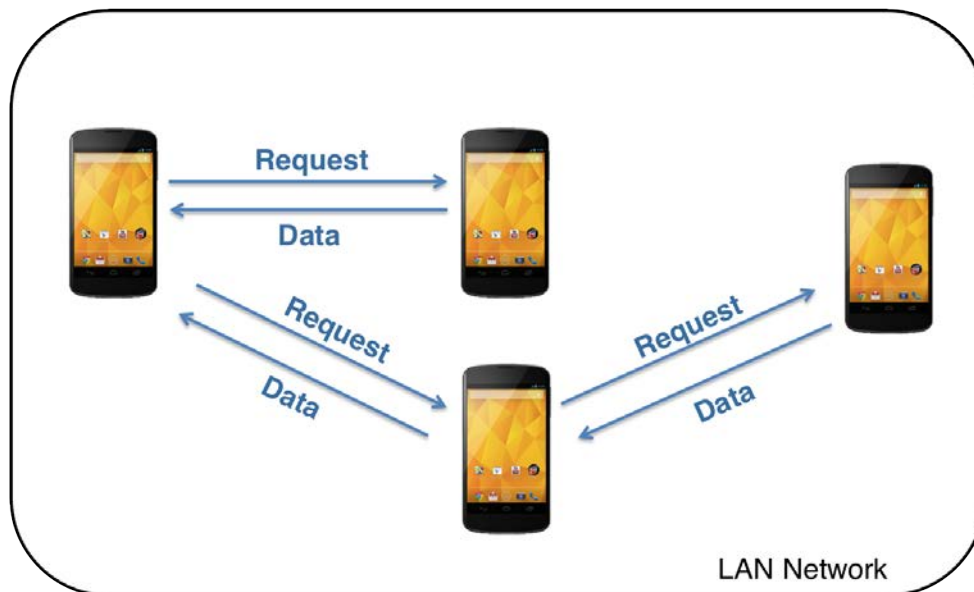 Request
Data
Request
Data
Request
Data
LAN Network